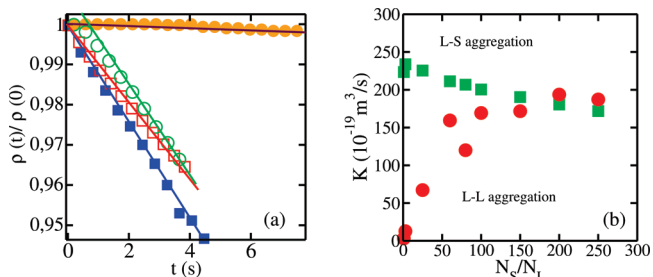 1
0,99
0,98
0,97
0,96
0,95
ρ (t)/ ρ (0)
0 2 4 6
t (s)
(a)
250
200
150
100
50
0
K (10⁻¹⁹ m³/s)
L-S aggregation
L-L aggregation
(b)
0 50 100 150 200 250 300
N_S/N_L